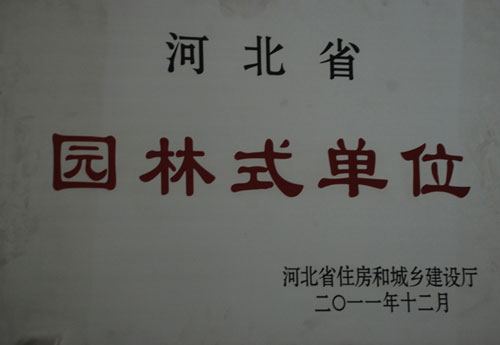 河北省
园林式单位
河北省住房和城乡建设厅
二〇一一年十二月